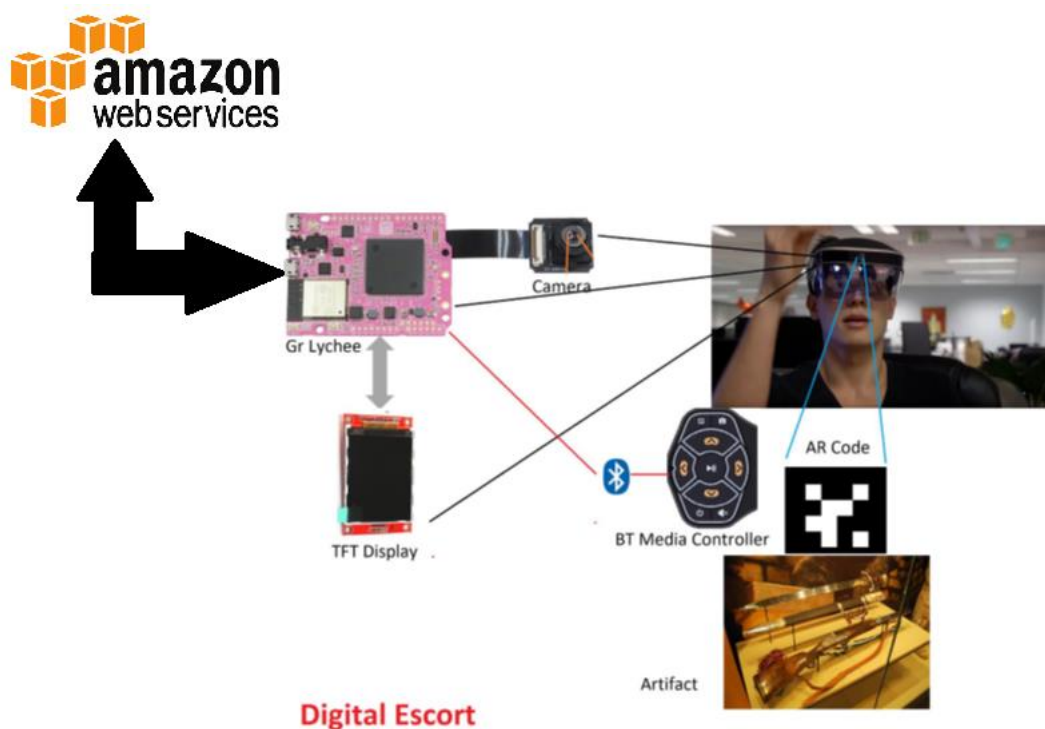 amazon
web services
Camera
Gr Lychee
AR Code
TFT Display
BT Media Controller
Artifact
Digital Escort